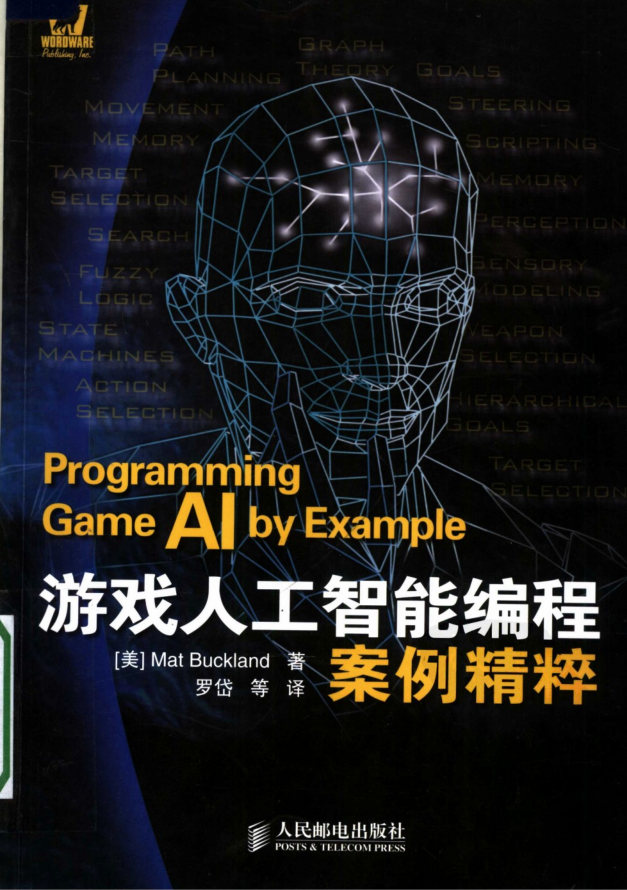 WORDWARE
Publishing, Inc.
PATH
PLANNING
GRAPH
THEORY
GOALS
MOVEMENT
STEERING
MEMORY
SCRIPTING
TARGET
SELECTION
MEMORY
SEARCH
PERCEPTION
FUZZY
LOGIC
SENSORY
MODELING
STATE
MACHINES
WEAPON
SELECTION
ACTION
SELECTION
HIERARCHICAL
GOALS
TARGET
SELECTION
Programming
Game AI by Example
游戏人工智能编程
案例精粹
[美] Mat Buckland 著
罗岱 等 译
人民邮电出版社
POSTS & TELECOM PRESS